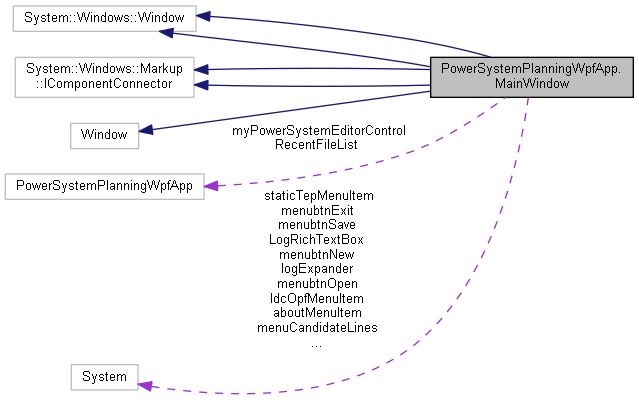 System::Windows::Window
System::Windows::Markup
::IComponentConnector
PowerSystemPlanningWpfApp.
MainWindow
Window
myPowerSystemEditorControl
RecentFileList
PowerSystemPlanningWpfApp
staticTepMenuItem
menubtnExit
menubtnSave
LogRichTextBox
menubtnNew
logExpander
menubtnOpen
ldcOpfMenuItem
aboutMenuItem
menuCandidateLines
...
System